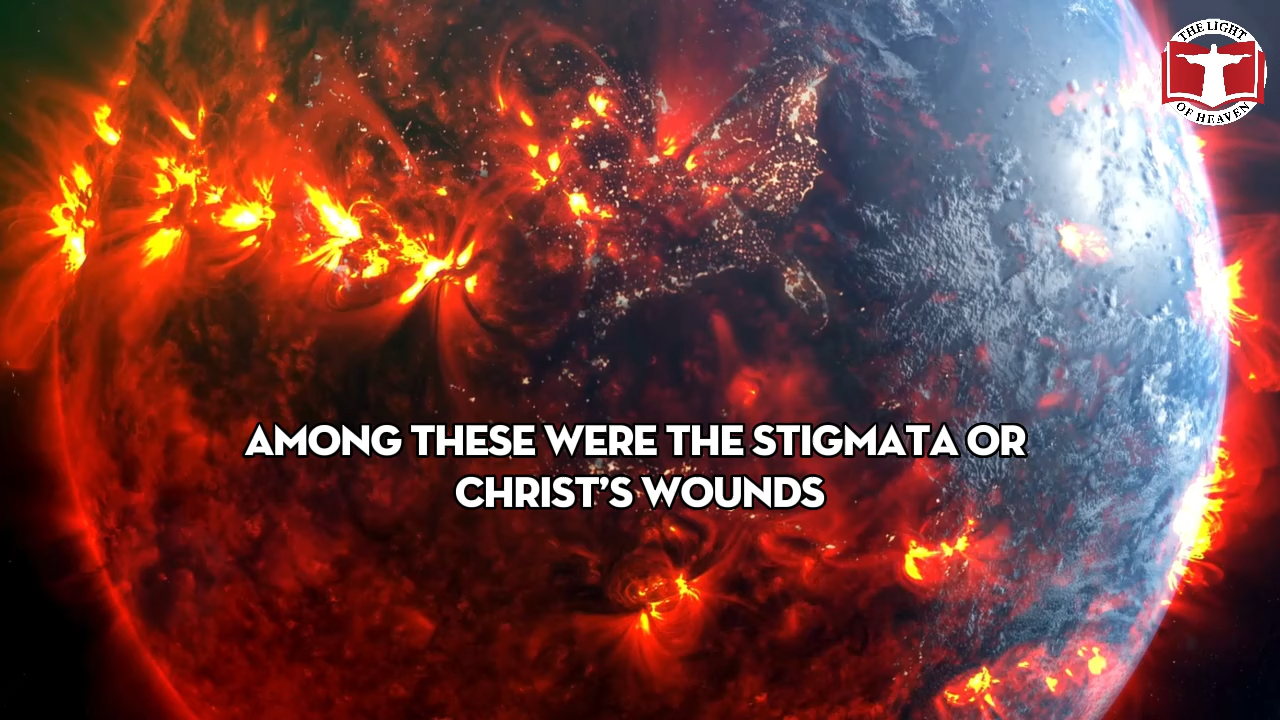 THE LIGHT
OF HEAVEN
AMONG THESE WERE THE STIGMATA OR
CHRIST'S WOUNDS